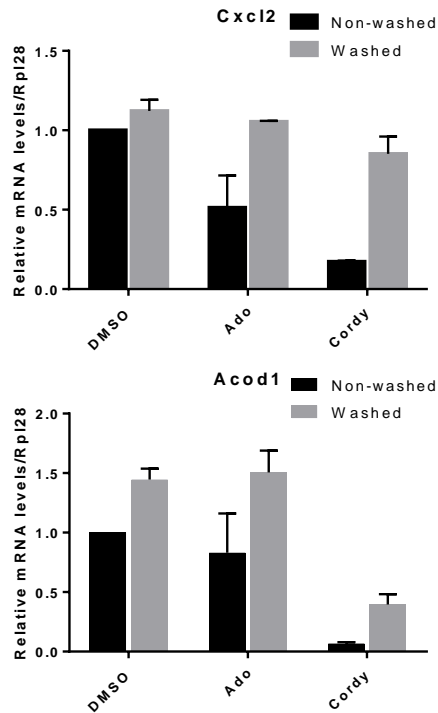 Cxcl2
Non-washed
Washed
Relative mRNA levels/Rpl28
1.5
1.0
0.5
0.0
DMSO
Ado
Cordy
Acod1
Non-washed
Washed
Relative mRNA levels/Rpl28
2.0
1.5
1.0
0.5
0.0
DMSO
Ado
Cordy